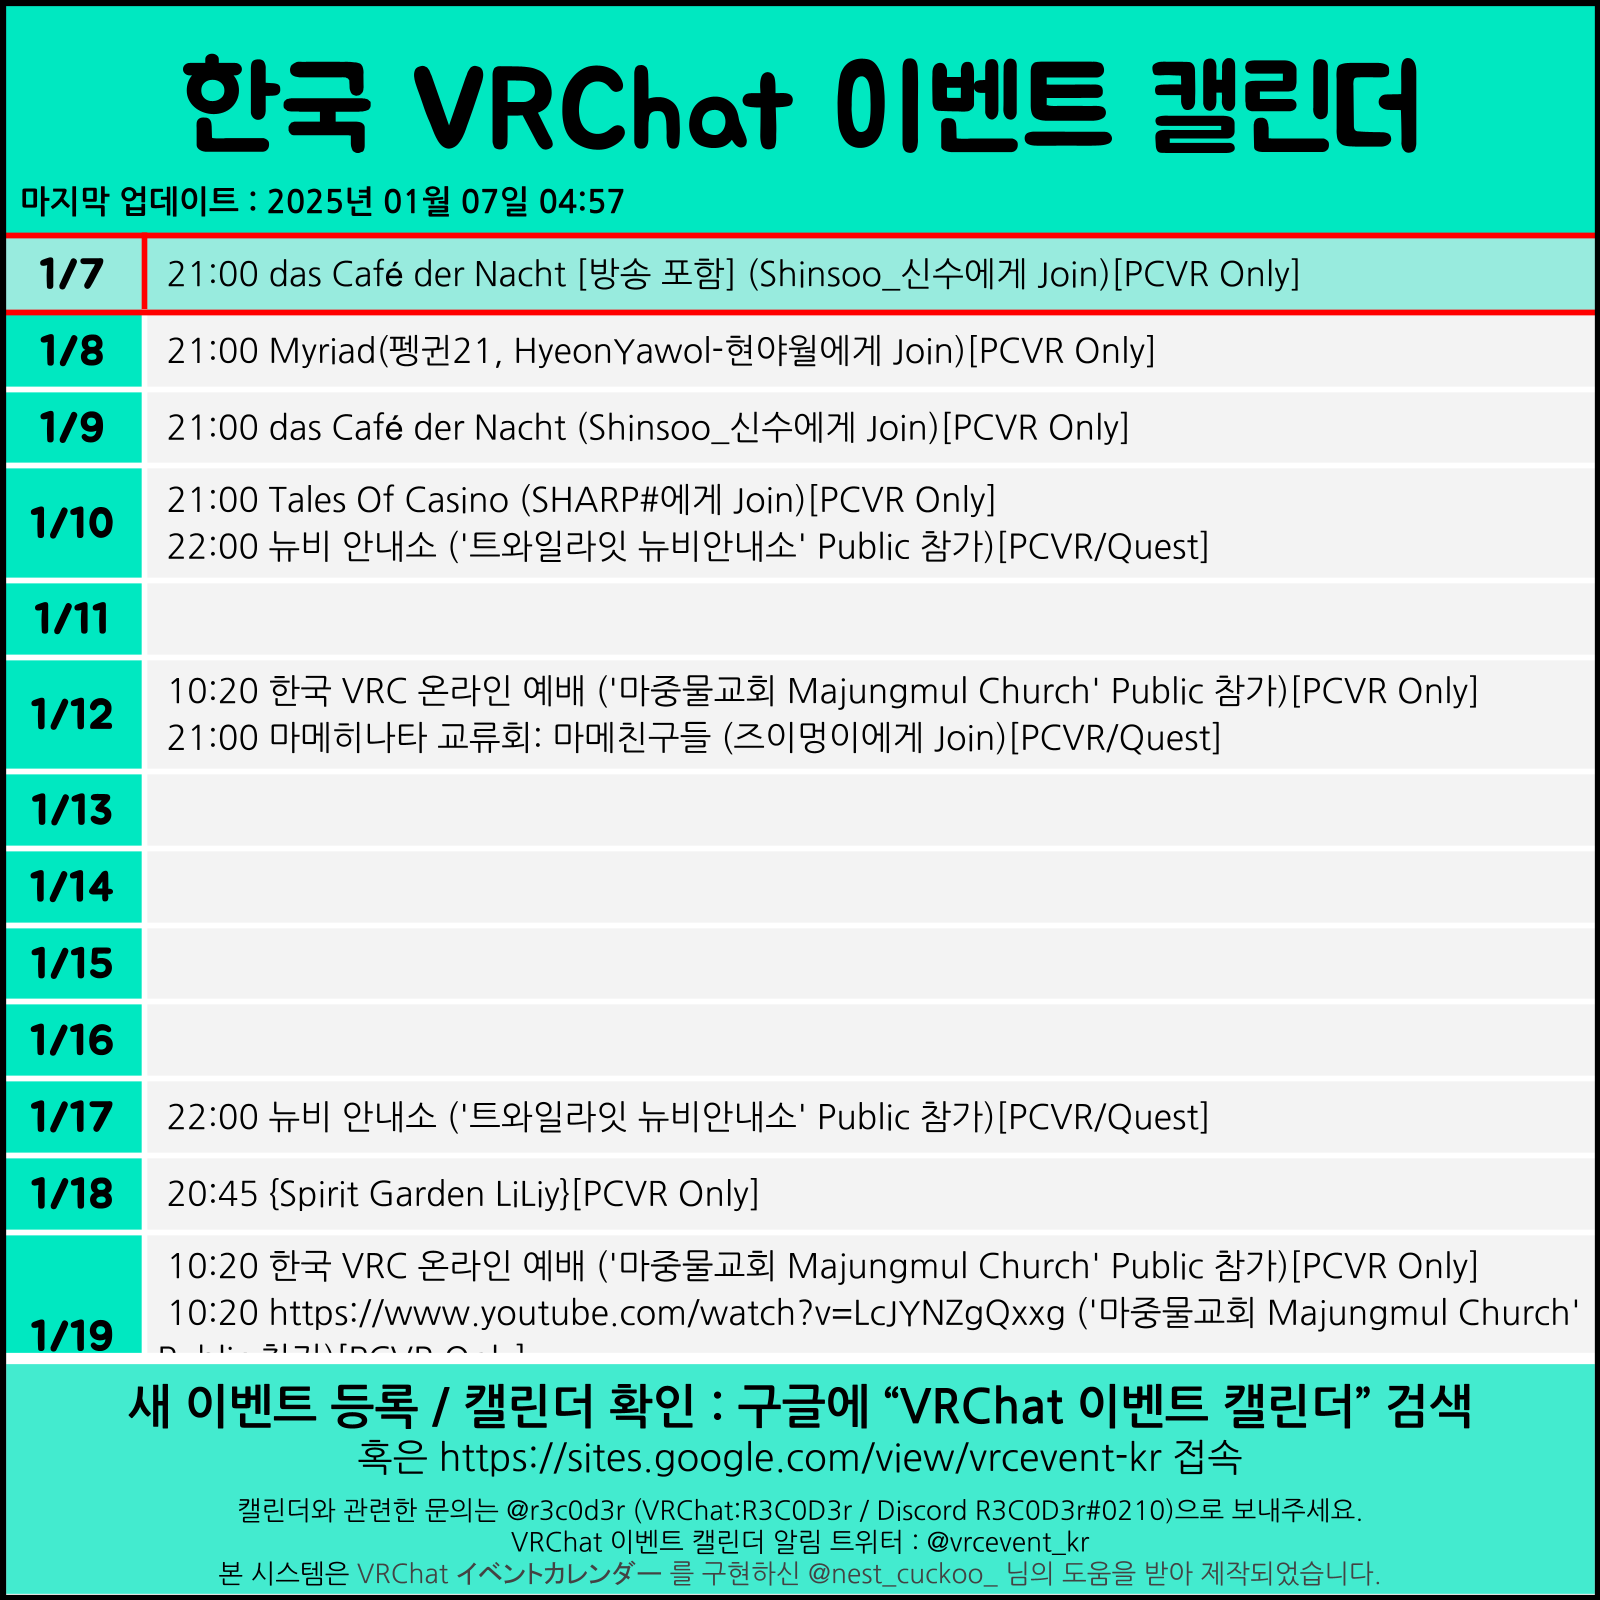 한국 VRChat 이벤트 캘린더
마지막 업데이트 : 2025년 01월 07일 04:57
1/7 21:00 das Café der Nacht [방송 포함] (Shinsoo_신수에게 Join)[PCVR Only]
1/8 21:00 Myriad(펭귄21, HyeonYawol-현야월에게 Join)[PCVR Only]
1/9 21:00 das Café der Nacht (Shinsoo_신수에게 Join)[PCVR Only]
1/10 21:00 Tales Of Casino (SHARP#에게 Join)[PCVR Only]
22:00 뉴비 안내소 ('트와일라잇 뉴비안내소' Public 참가)[PCVR/Quest]
1/11
1/12 10:20 한국 VRC 온라인 예배 ('마중물교회 Majungmul Church' Public 참가)[PCVR Only]
21:00 마메히나타 교류회: 마메친구들 (즈이멍이에게 Join)[PCVR/Quest]
1/13
1/14
1/15
1/16
1/17 22:00 뉴비 안내소 ('트와일라잇 뉴비안내소' Public 참가)[PCVR/Quest]
1/18 20:45 {Spirit Garden LiLiy}[PCVR Only]
1/19 10:20 한국 VRC 온라인 예배 ('마중물교회 Majungmul Church' Public 참가)[PCVR Only]
10:20 https://www.youtube.com/watch?v=LcJYNZgQxxg ('마중물교회 Majungmul Church'
Public 참가)[PCVR Only]
새 이벤트 등록 / 캘린더 확인 : 구글에 “VRChat 이벤트 캘린더” 검색
혹은 https://sites.google.com/view/vrcevent-kr 접속
캘린더와 관련한 문의는 @r3c0d3r (VRChat:R3C0D3r / Discord R3C0D3r#0210)으로 보내주세요.
VRChat 이벤트 캘린더 알림 트위터 : @vrcevent_kr
본 시스템은 VRChat イベントカレンダー 를 구현하신 @nest_cuckoo_ 님의 도움을 받아 제작되었습니다.